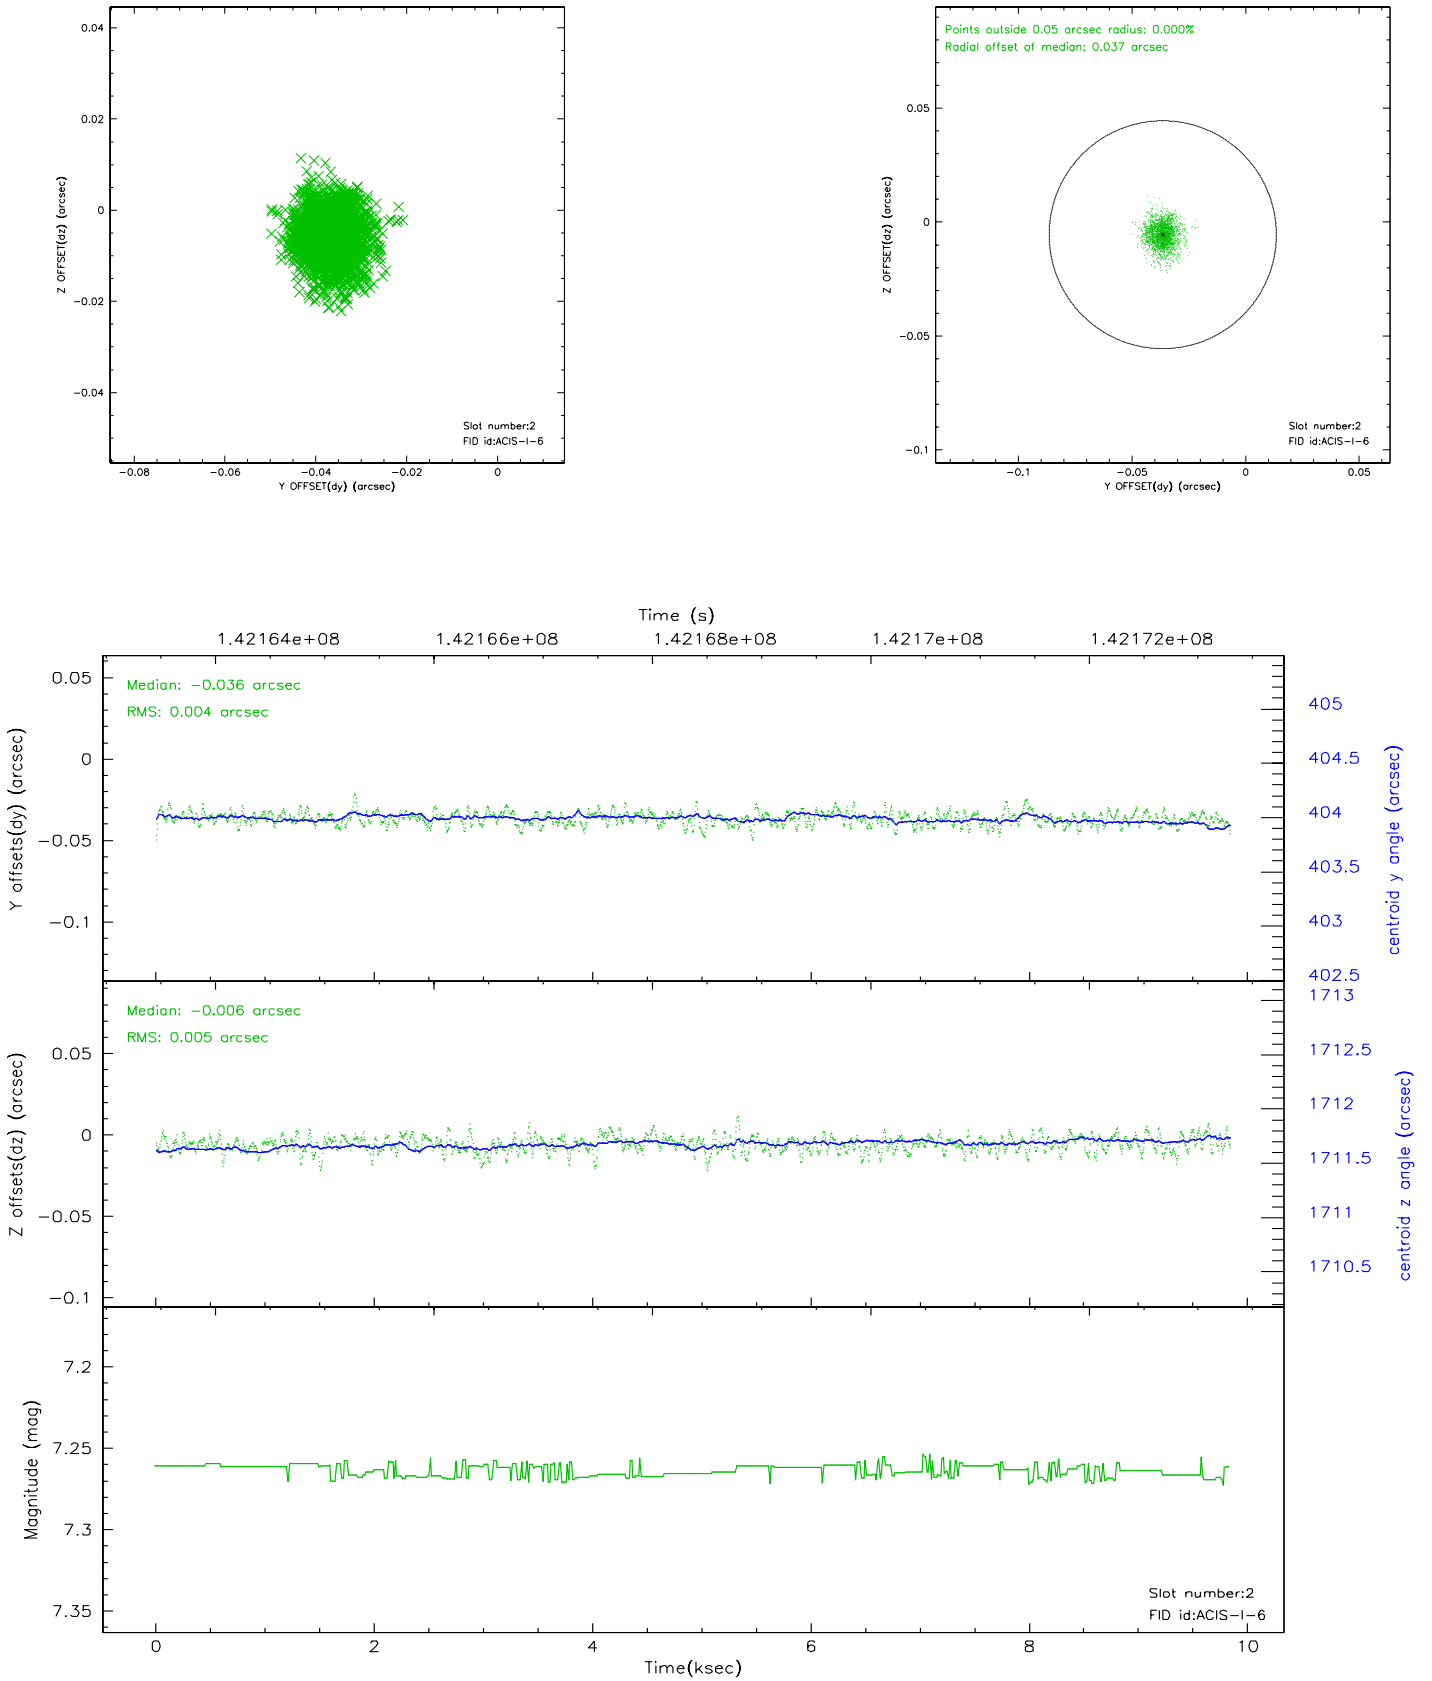 0.04
0.02
0
−0.02
−0.04
Z OFFSET(dz) (arcsec)
Slot number:2
FID id:ACIS−I−6
−0.08
−0.06
−0.04
−0.02
0
Y OFFSET(dy) (arcsec)
Points outside 0.05 arcsec radius: 0.000%
Radial offset of median: 0.037 arcsec
0.05
0
−0.05
−0.1
Z OFFSET(dz) (arcsec)
Slot number:2
FID id:ACIS−I−6
−0.1
−0.05
0
0.05
Y OFFSET(dy) (arcsec)
Time (s)
1.42164e+08
1.42166e+08
1.42168e+08
1.4217e+08
1.42172e+08
Median: −0.036 arcsec
RMS: 0.004 arcsec
0.05
0
−0.05
−0.1
Y offsets(dy) (arcsec)
405
404.5
404
403.5
403
402.5
centroid y angle (arcsec)
Median: −0.006 arcsec
RMS: 0.005 arcsec
0.05
0
−0.05
−0.1
Z offsets(dz) (arcsec)
1713
1712.5
1712
1711.5
1711
1710.5
centroid z angle (arcsec)
7.2
7.25
7.3
7.35
Magnitude (mag)
Slot number:2
FID id:ACIS−I−6
0
2
4
6
8
10
Time(ksec)